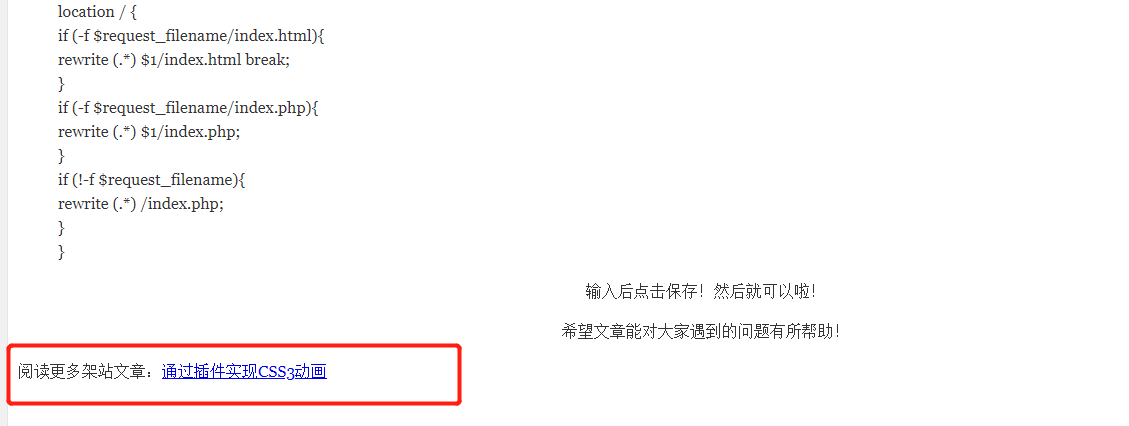 location / {
if (-f $request_filename/index.html){
rewrite (.*) $1/index.html break;
}
if (-f $request_filename/index.php){
rewrite (.*) $1/index.php;
}
if (!-f $request_filename){
rewrite (.*) /index.php;
}
}
输入后点击保存！然后就可以啦！
希望文章能对大家遇到的问题有所帮助！
阅读更多架站文章：通过插件实现CSS3动画